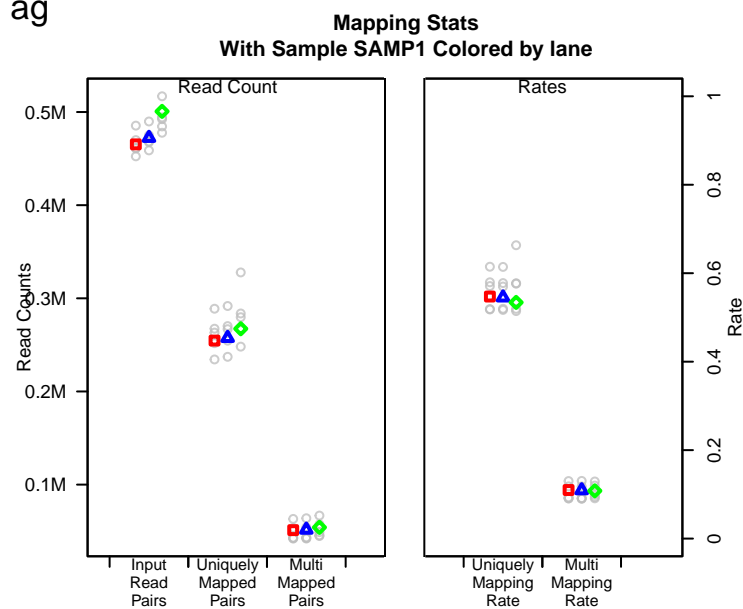 ag
Mapping Stats
With Sample SAMP1 Colored by lane
Read Count
Rates
Read Counts
0.5M
0.4M
0.3M
0.2M
0.1M
1
0.8
0.6
0.4
0.2
0
Rate
Input
Read
Pairs
Uniquely
Mapped
Pairs
Multi
Mapped
Pairs
Uniquely
Mapping
Rate
Multi
Mapping
Rate